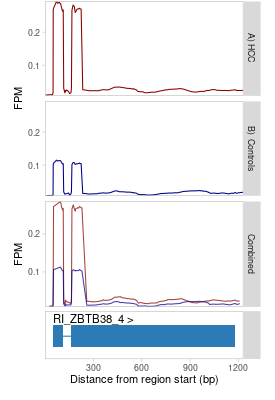 0.2
0.1
A) HCC
0.2
0.1
B) Controls
FPM
FPM
0.2
0.1
Combined
RI_ZBTB38_4 >
300 600 900 1200
Distance from region start (bp)